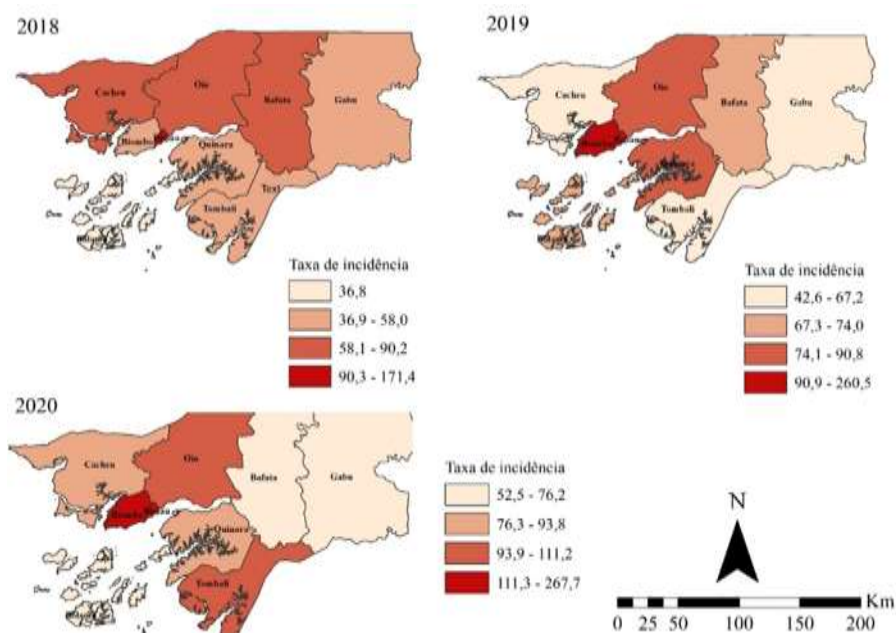 2018
Cacheu
Oio
Bafata
Gabu
Biombo
Quinara
Text
Tombali
Taxa de incidência
36,8
36,9 - 58,0
58,1 - 90,2
90,3 - 171,4
2019
Cacheu
Oio
Bafata
Gabu
Tombali
Taxa de incidência
42,6 - 67,2
67,3 - 74,0
74,1 - 90,8
90,9 - 260,5
2020
Cacheu
Oio
Bafata
Gabu
Quinara
Tombali
Taxa de incidência
52,5 - 76,2
76,3 - 93,8
93,9 - 111,2
111,3 - 267,7
N
Km
0 25 50 100 150 200